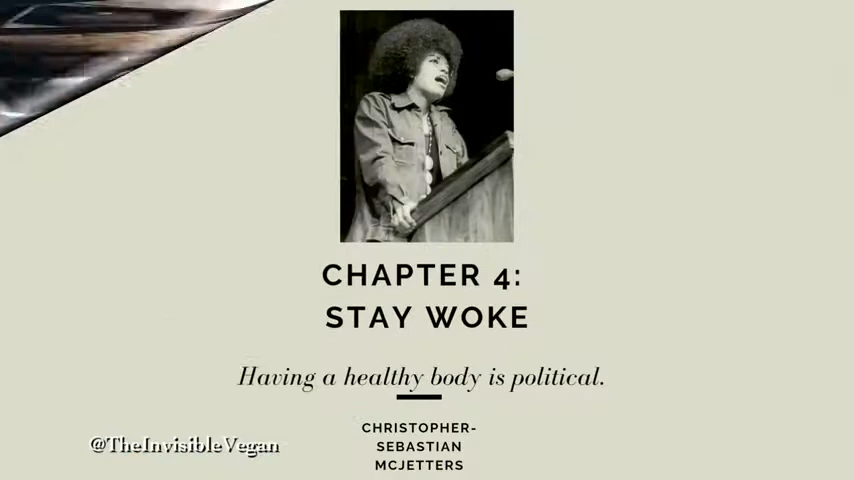 CHAPTER 4:
STAY WOKE
Having a healthy body is political.
CHRISTOPHER-
SEBASTIAN
MCJETTERS
@TheInvisibleVegan